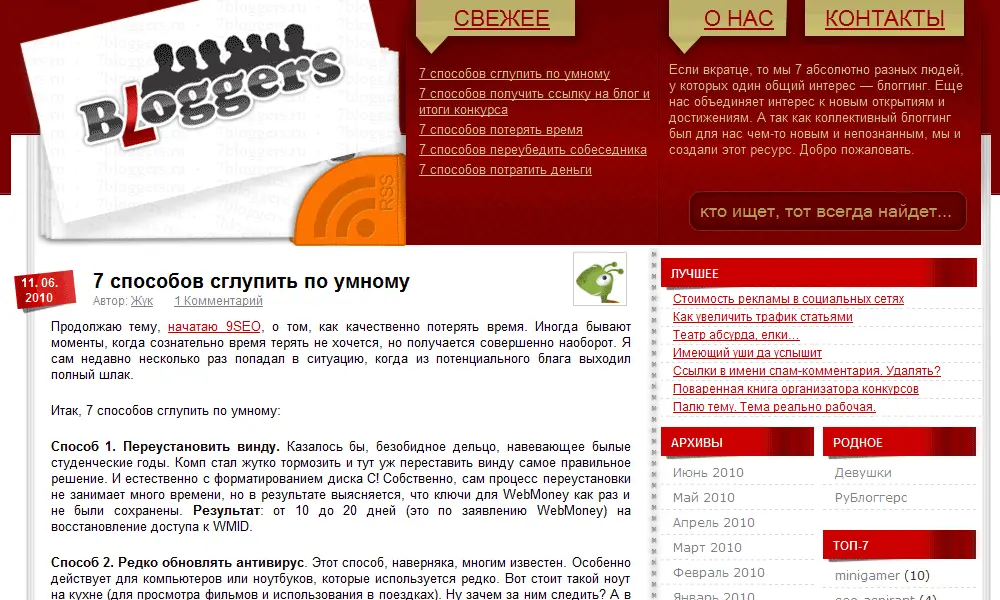 Bloggers
RSS
СВЕЖЕЕ
7 способов сглупить по умному
7 способов получить ссылку на блог и
итоги конкурса
7 способов потерять время
7 способов переубедить собеседника
7 способов потратить деньги
О НАС
КОНТАКТЫ
Если вкратце, то мы 7 абсолютно разных людей,
у которых один общий интерес — блоггинг. Еще
нас объединяет интерес к новым открытиям и
достижениям. А так как коллективный блоггинг
был для нас чем-то новым и непознанным, мы и
создали этот ресурс. Добро пожаловать.
кто ищет, тот всегда найдет...
11. 06.
2010
7 способов сглупить по умному
Автор: Жук 1 Комментарий
Продолжаю тему, начатаю 9SEO, о том, как качественно потерять время. Иногда бывают
моменты, когда сознательно время терять не хочется, но получается совершенно наоборот. Я
сам недавно несколько раз попадал в ситуацию, когда из потенциального блага выходил
полный шлак.
Итак, 7 способов сглупить по умному:
Способ 1. Переустановить винду. Казалось бы, безобидное дельцо, навевающее былые
студенческие годы. Комп стал жутко тормозить и тут уж переставить винду самое правильное
решение. И естественно с форматированием диска С! Собственно, сам процесс переустановки
не занимает много времени, но в результате выясняется, что ключи для WebMoney как раз и
не были сохранены. Результат: от 10 до 20 дней (это по заявлению WebMoney) на
восстановление доступа к WMID.
Способ 2. Редко обновлять антивирус. Этот способ, наверняка, многим известен. Особенно
действует для компьютеров или ноутбуков, которые используется редко. Вот стоит такой ноут
на кухне (для просмотра фильмов и использования в поездках). Ну зачем за ним следить? А в
ЛУЧШЕЕ
Стоимость рекламы в социальных сетях
Как увеличить трафик статьями
Театр абсурда, елки...
Имеющий уши да услышит
Ссылки в имени спам-комментария. Удалять?
Поваренная книга организатора конкурсов
Палю тему. Тема реально рабочая.
АРХИВЫ
Июнь 2010
Май 2010
Апрель 2010
Март 2010
Февраль 2010
Январь 2010
РОДНОЕ
Девушки
РуБлоггерс
ТОП-7
minigamer (10)
seo-aspirant (4)